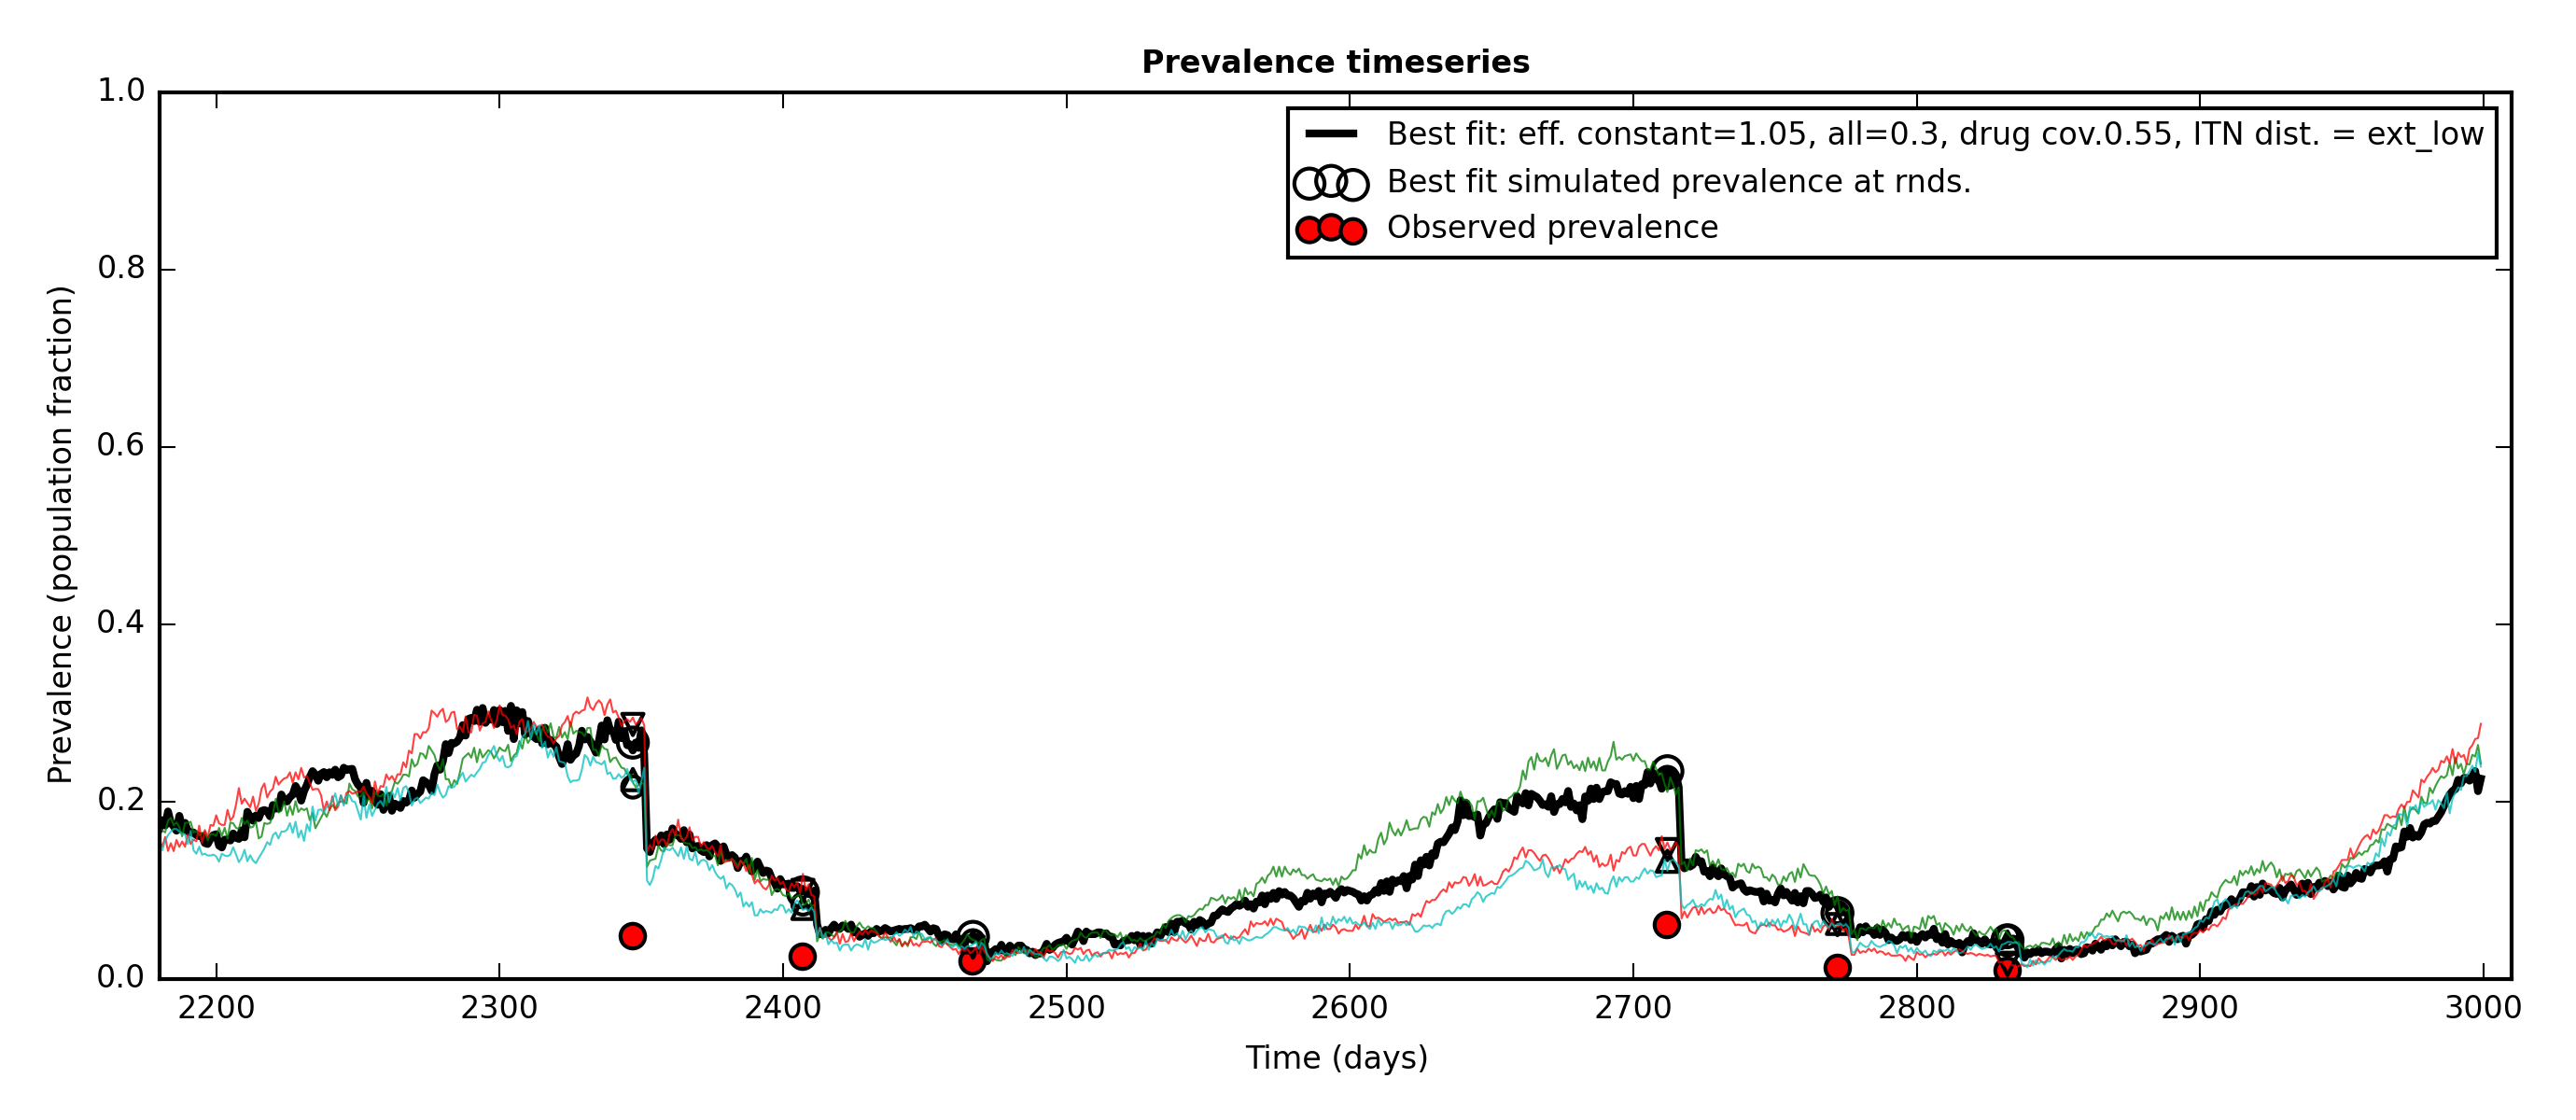 Prevalence timeseries
1.0
0.8
0.6
0.4
0.2
0.0
Prevalence (population fraction)
Best fit: eff. constant=1.05, all=0.3, drug cov.0.55, ITN dist. = ext_low
Best fit simulated prevalence at rnds.
Observed prevalence
2200 2300 2400 2500 2600 2700 2800 2900 3000
Time (days)